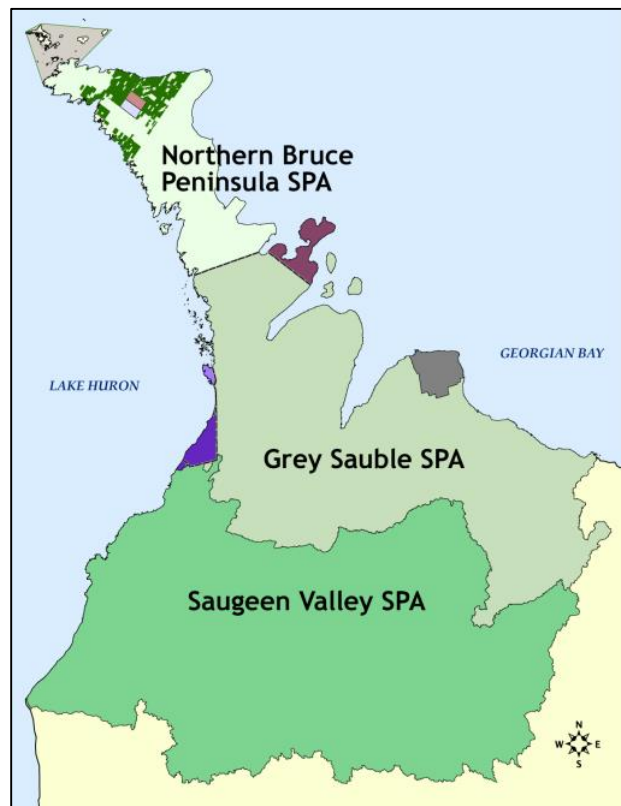 Northern Bruce
Peninsula SPA
GEORGIAN BAY
LAKE HURON
Grey Sauble SPA
Saugeen Valley SPA
N
W E
S